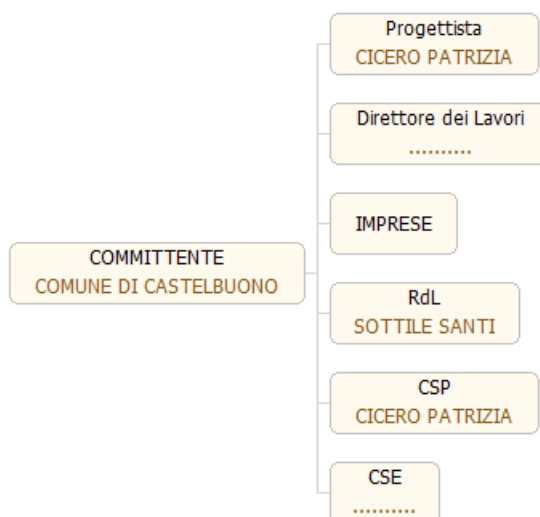 Progettista
CICERO PATRIZIA
Direttore dei Lavori
..........
IMPRESE
COMMITTENTE
COMUNE DI CASTELBUONO
RdL
SOTTILE SANTI
CSP
CICERO PATRIZIA
CSE
..........